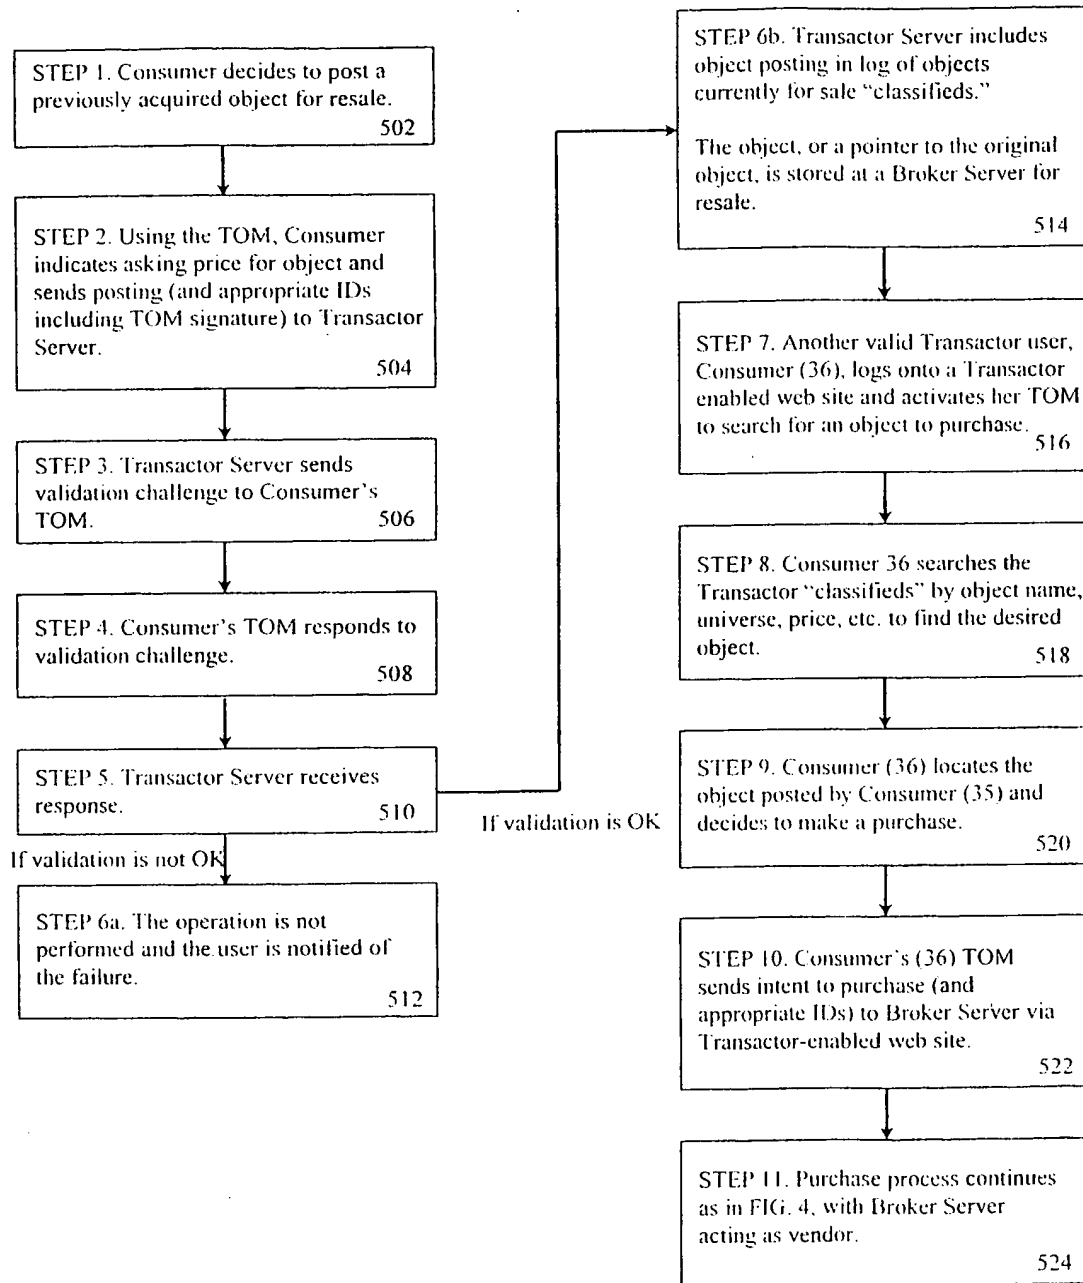 STEP 1. Consumer decides to post a
previously acquired object for resale.
502
STEP 2. Using the TOM, Consumer
indicates asking price for object and
sends posting (and appropriate IDs
including TOM signature) to Transactor
Server.
504
STEP 3. Transactor Server sends
validation challenge to Consumer's
TOM.
506
STEP 4. Consumer's TOM responds to
validation challenge.
508
STEP 5. Transactor Server receives
response.
510
If validation is not OK
If validation is OK
STEP 6a. The operation is not
performed and the user is notified of
the failure.
512
STEP 6b. Transactor Server includes
object posting in log of objects
currently for sale "classifieds."
The object, or a pointer to the original
object, is stored at a Broker Server for
resale.
514
STEP 7. Another valid Transactor user,
Consumer (36), logs onto a Transactor
enabled web site and activates her TOM
to search for an object to purchase.
516
STEP 8. Consumer 36 searches the
Transactor "classifieds" by object name,
universe, price, etc. to find the desired
object.
518
STEP 9. Consumer (36) locates the
object posted by Consumer (35) and
decides to make a purchase.
520
STEP 10. Consumer's (36) TOM
sends intent to purchase (and
appropriate IDs) to Broker Server via
Transactor-enabled web site.
522
STEP 11. Purchase process continues
as in FIG. 4, with Broker Server
acting as vendor.
524